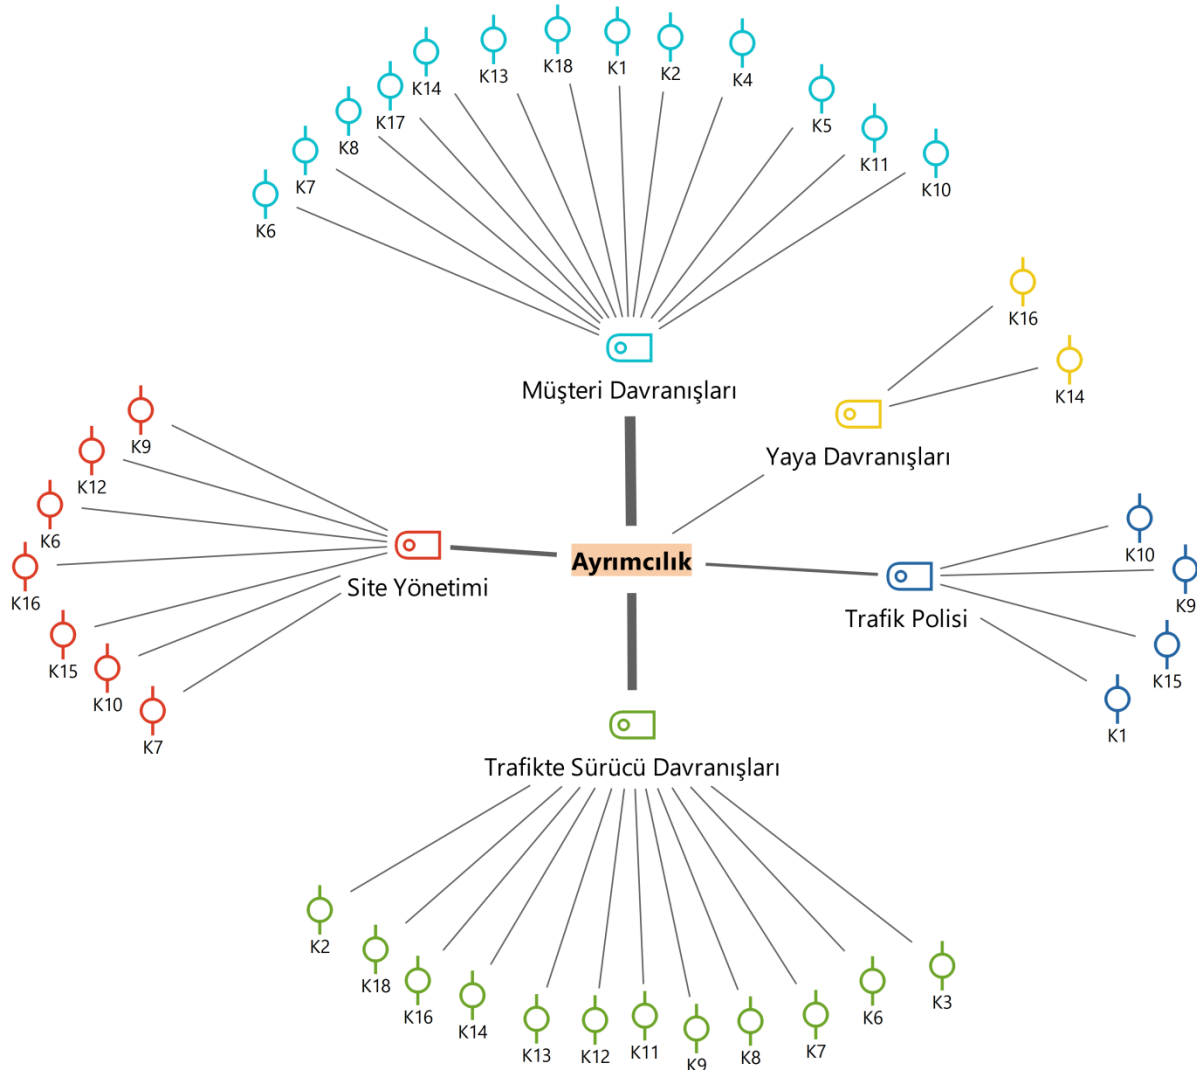 K18
K1
K2
K4
K13
K14
K17
K5
K8
K11
K7
K10
K6
K16
Müşteri Davranışları
K14
K9
Yaya Davranışları
K12
K6
K10
Ayrımcılık
K16
Site Yönetimi
K9
Trafik Polisi
K15
K15
K10
K1
K7
Trafikte Sürücü Davranışları
K2
K18
K3
K16
K6
K14
K13
K12
K11
K9
K8
K7